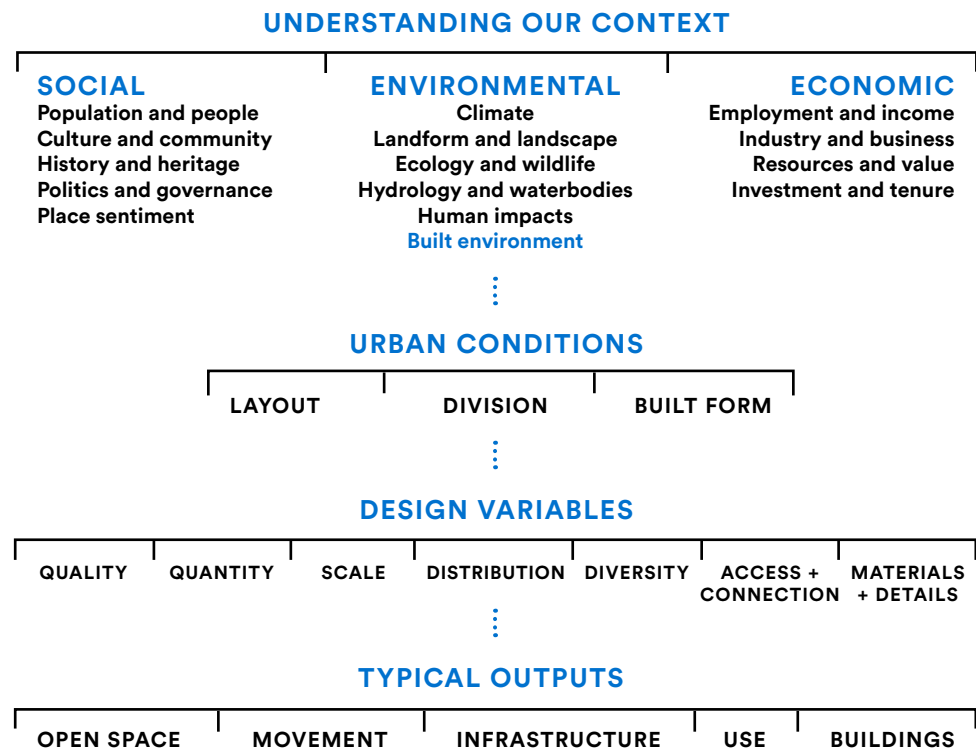 UNDERSTANDING OUR CONTEXT
SOCIAL
Population and people
Culture and community
History and heritage
Politics and governance
Place sentiment
ENVIRONMENTAL
Climate
Landform and landscape
Ecology and wildlife
Hydrology and waterbodies
Human impacts
Built environment
ECONOMIC
Employment and income
Industry and business
Resources and value
Investment and tenure
URBAN CONDITIONS
LAYOUT
DIVISION
BUILT FORM
DESIGN VARIABLES
QUALITY
QUANTITY
SCALE
DISTRIBUTION
DIVERSITY
ACCESS +
CONNECTION
MATERIALS
+ DETAILS
TYPICAL OUTPUTS
OPEN SPACE
MOVEMENT
INFRASTRUCTURE
USE
BUILDINGS